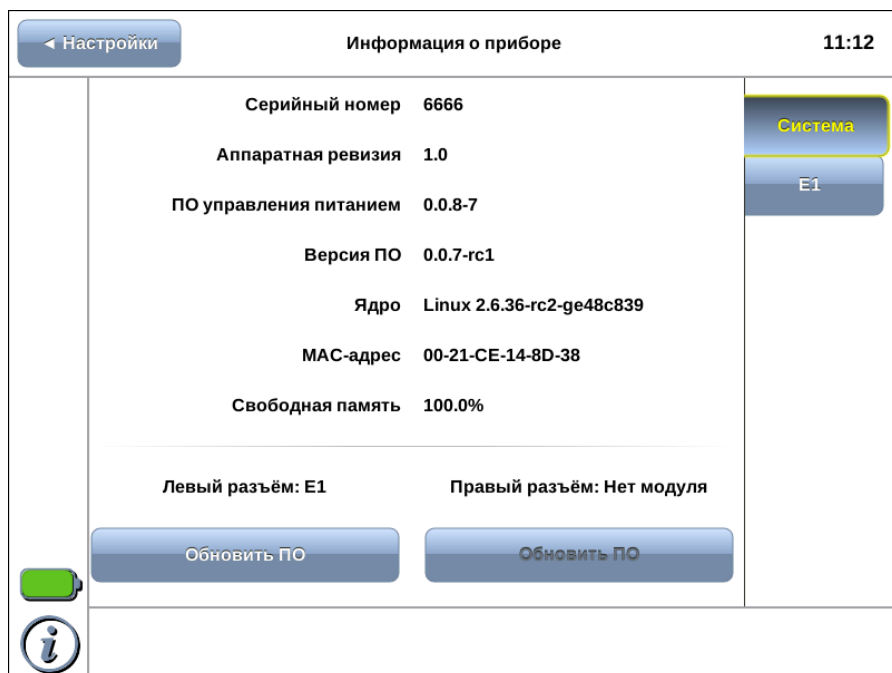 ◄ Настройки
Информация о приборе
11:12
Серийный номер 6666
Аппаратная ревизия 1.0
ПО управления питанием 0.0.8-7
Версия ПО 0.0.7-rc1
Ядро Linux 2.6.36-rc2-ge48c839
MAC-адрес 00-21-CE-14-8D-38
Свободная память 100.0%
Левый разъём: E1
Правый разъём: Нет модуля
Обновить ПО
Обновить ПО
Система
E1
i